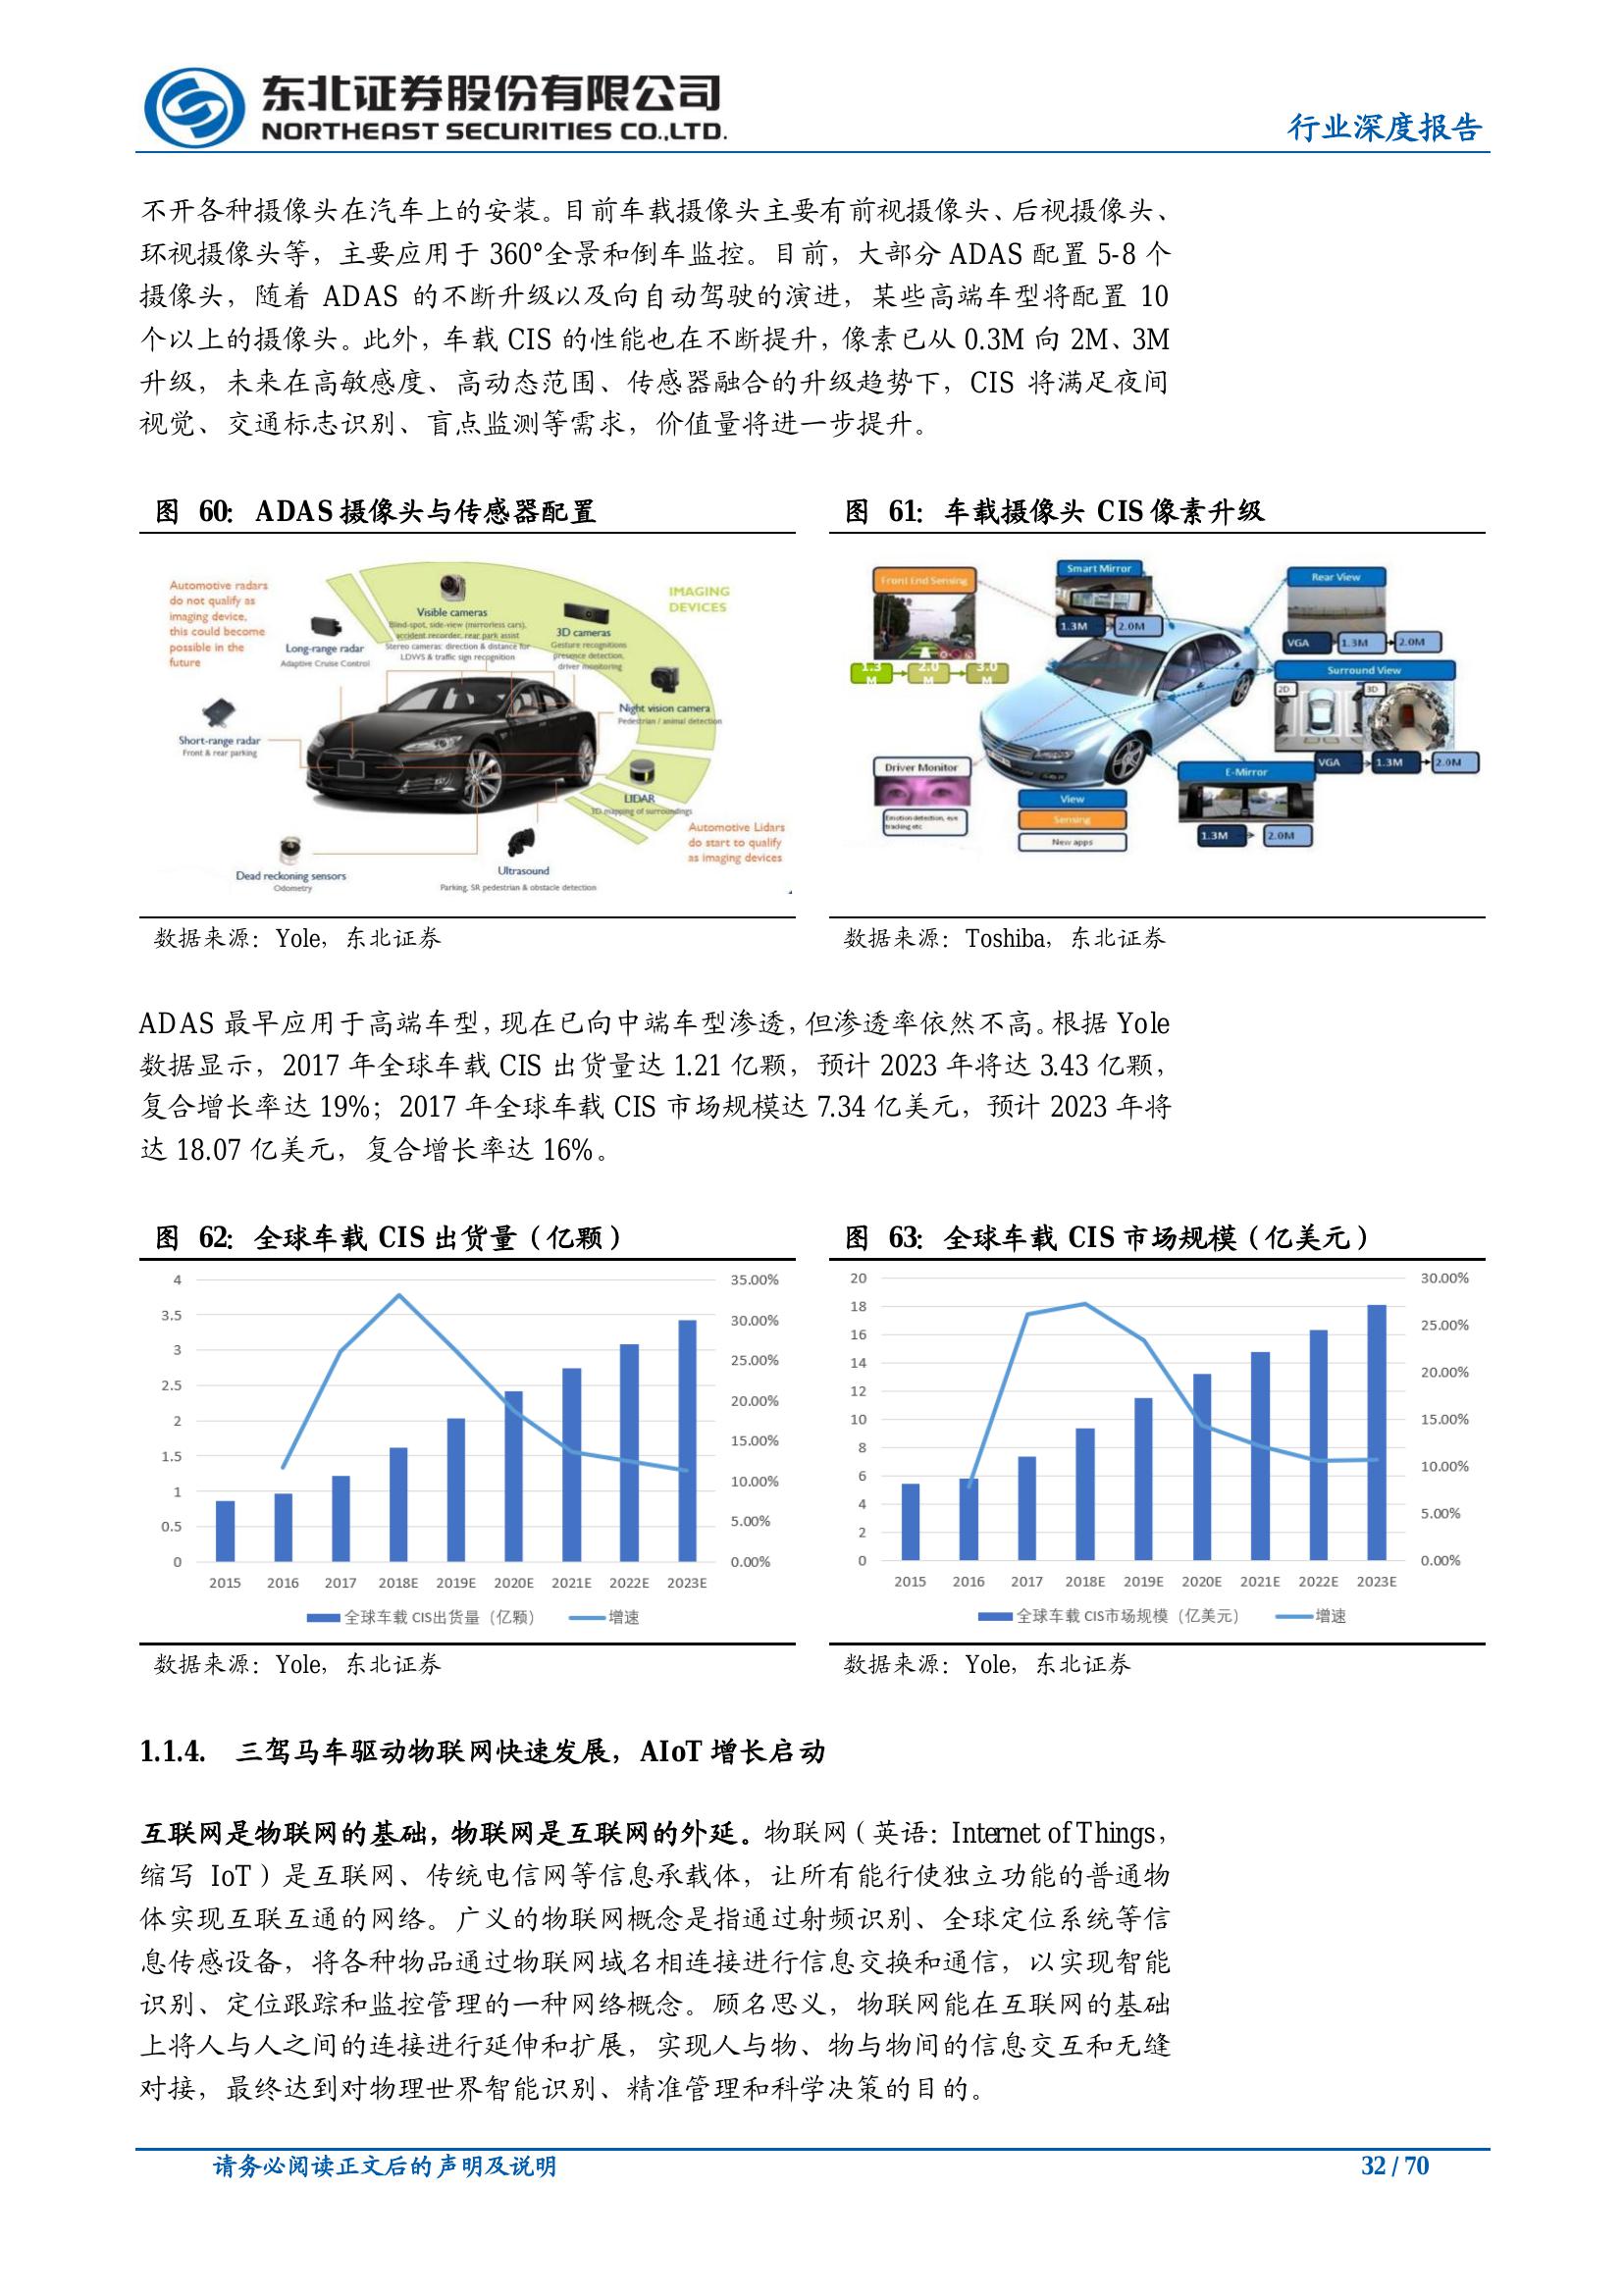 东北证券股份有限公司
NORTHEAST SECURITIES CO.,LTD.
行业深度报告
不开各种摄像头在汽车上的安装。目前车载摄像头主要有前视摄像头、后视摄像头、
环视摄像头等，主要应用于 360°全景和倒车监控。目前，大部分 ADAS 配置 5-8 个
摄像头，随着 ADAS 的不断升级以及向自动驾驶的演进，某些高端车型将配置 10
个以上的摄像头。此外，车载 CIS 的性能也在不断提升，像素已从 0.3M 向 2M、3M
升级，未来在高敏感度、高动态范围、传感器融合的升级趋势下，CIS 将满足夜间
视觉、交通标志识别、盲点监测等需求，价值量将进一步提升。
图 60：ADAS 摄像头与传感器配置
Automotive radars
do not qualify as
imaging device,
this could become
possible in the
future
IMAGING
DEVICES
Visible cameras
Blind-spot, side-view (mirrorless cars),
accident recorder, rear park assist
Stereo cameras: direction & distance for
LDWS & traffic sign recognition
3D cameras
Gesture recognitions
presence detection,
driver monitoring
Long-range radar
Adaptive Cruise Control
Night vision camera
Pedestrian / animal detection
Short-range radar
Front & rear parking
LIDAR
3D mapping of surroundings
Automotive Lidars
do start to qualify
as imaging devices
Dead reckoning sensors
Odometry
Ultrasound
Parking, SR pedestrian & obstacle detection
数据来源：Yole，东北证券
图 61：车载摄像头 CIS 像素升级
Front End Sensing
Smart Mirror
Rear View
1.3M 2.0M
VGA 1.3M 2.0M
1.3M 2.0M 3.0M
Surround View
2D 3D
VGA 1.3M 2.0M
Driver Monitor
Emotion detection, eye
tracking etc
View
Sensing
New apps
E-Mirror
1.3M 2.0M
数据来源：Toshiba，东北证券
ADAS 最早应用于高端车型，现在已向中端车型渗透，但渗透率依然不高。根据 Yole
数据显示，2017 年全球车载 CIS 出货量达 1.21 亿颗，预计 2023 年将达 3.43 亿颗，
复合增长率达 19%；2017 年全球车载 CIS 市场规模达 7.34 亿美元，预计 2023 年将
达 18.07 亿美元，复合增长率达 16%。
图 62：全球车载 CIS 出货量（亿颗）
4 35.00%
3.5 30.00%
3 25.00%
2.5 20.00%
2 15.00%
1.5 10.00%
1 5.00%
0.5 0.00%
0
2015 2016 2017 2018E 2019E 2020E 2021E 2022E 2023E
全球车载 CIS出货量（亿颗） 增速
数据来源：Yole，东北证券
图 63：全球车载 CIS 市场规模（亿美元）
20 30.00%
18 25.00%
16 20.00%
14 15.00%
12 10.00%
10 5.00%
8 0.00%
6
4
2
0
2015 2016 2017 2018E 2019E 2020E 2021E 2022E 2023E
全球车载 CIS市场规模（亿美元） 增速
数据来源：Yole，东北证券
1.1.4. 三驾马车驱动物联网快速发展，AIoT 增长启动
互联网是物联网的基础，物联网是互联网的外延。物联网（英语：Internet of Things，
缩写 IoT）是互联网、传统电信网等信息承载体，让所有能行使独立功能的普通物
体实现互联互通的网络。广义的物联网概念是指通过射频识别、全球定位系统等信
息传感设备，将各种物品通过物联网域名相连接进行信息交换和通信，以实现智能
识别、定位跟踪和监控管理的一种网络概念。顾名思义，物联网能在互联网的基础
上将人与人之间的连接进行延伸和扩展，实现人与物、物与物间的信息交互和无缝
对接，最终达到对物理世界智能识别、精准管理和科学决策的目的。
请务必阅读正文后的声明及说明
32 / 70